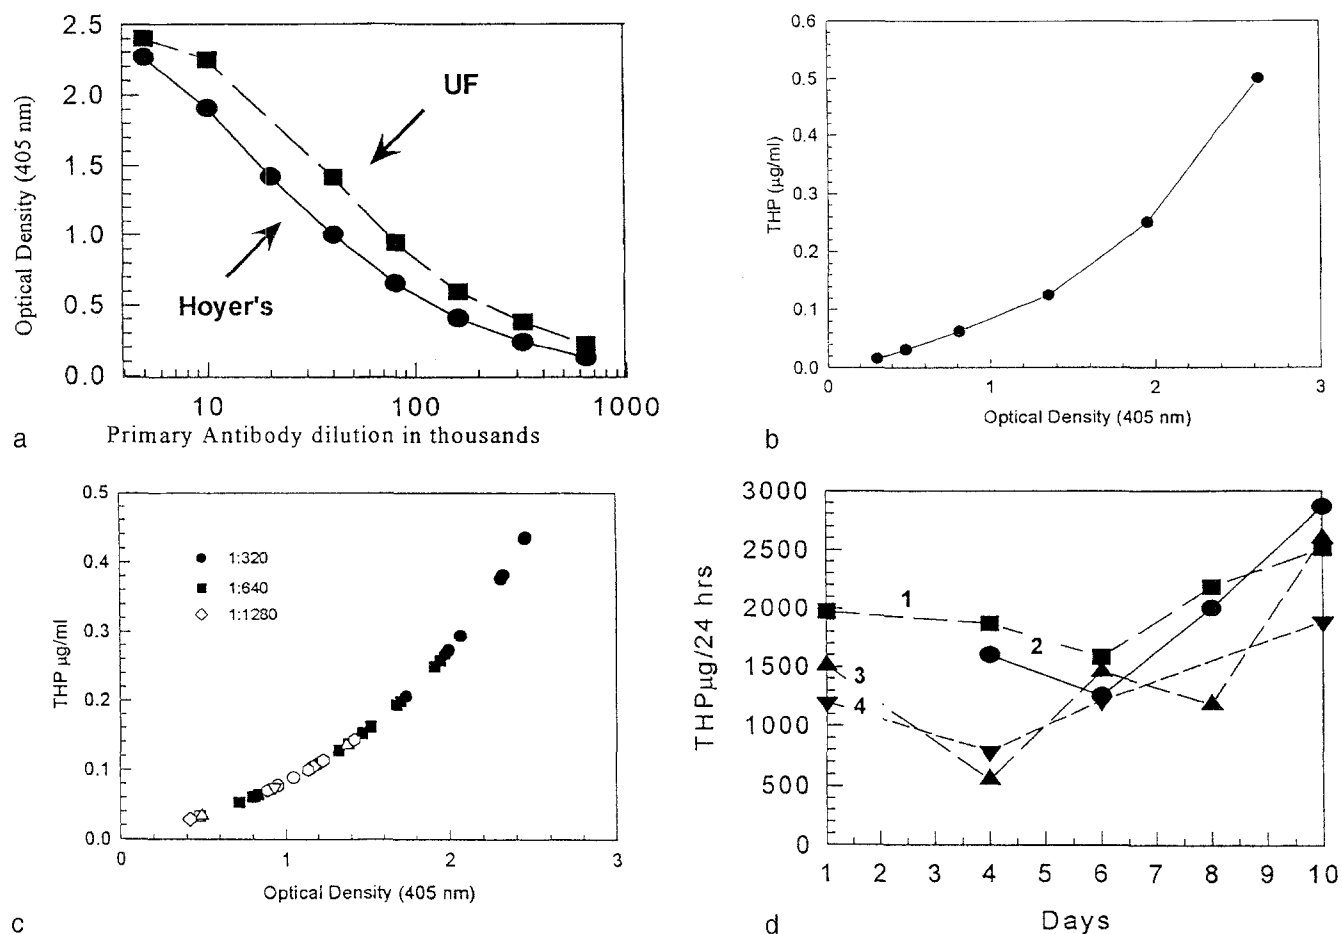 2.5
2.0
1.5
1.0
0.5
0.0
Optical Density (405 nm)
UF
Hoyer's
10 100 1000
a Primary Antibody dilution in thousands
0.6
0.5
0.4
0.3
0.2
0.1
0.0
THP (µg/ml)
0 1 2 3
Optical Density (405 nm)
b
0.5
0.4
0.3
0.2
0.1
0.0
THP µg/ml
1:320
1:640
1:1280
0 1 2 3
Optical Density (405 nm)
c
3000
2500
2000
1500
1000
500
0
THPµg/24 hrs
1
2
3
4
1 2 3 4 5 6 7 8 9 10
Days
d